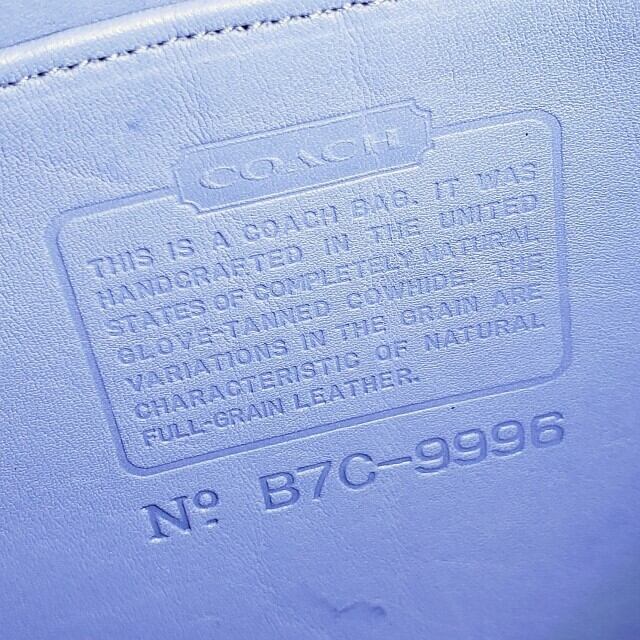 COACH
THIS IS A COACH BAG. IT WAS
HANDCRAFTED IN THE UNITED
STATES OF COMPLETELY NATURAL
GLOVE-TANNED COWHIDE. THE
VARIATIONS IN THE GRAIN ARE
CHARACTERISTIC OF NATURAL
FULL-GRAIN LEATHER.
Nº B7C-9996